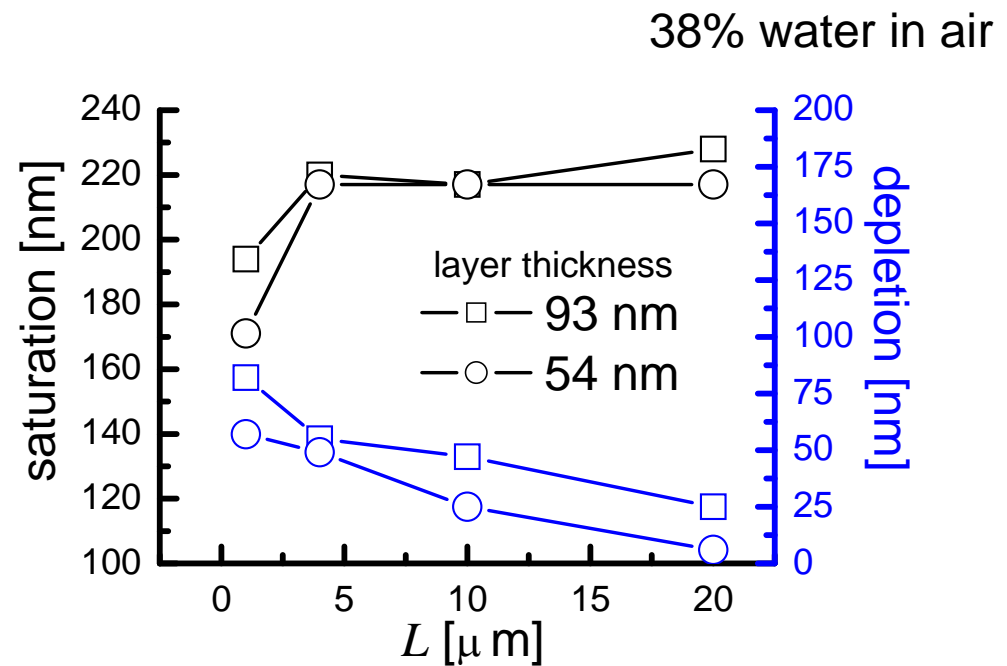 38% water in air
240
220
200
180
160
140
120
100
saturation [nm]
200
175
150
125
100
75
50
25
0
depletion [nm]
layer thickness
93 nm
54 nm
0 5 10 15 20
L [μ m]